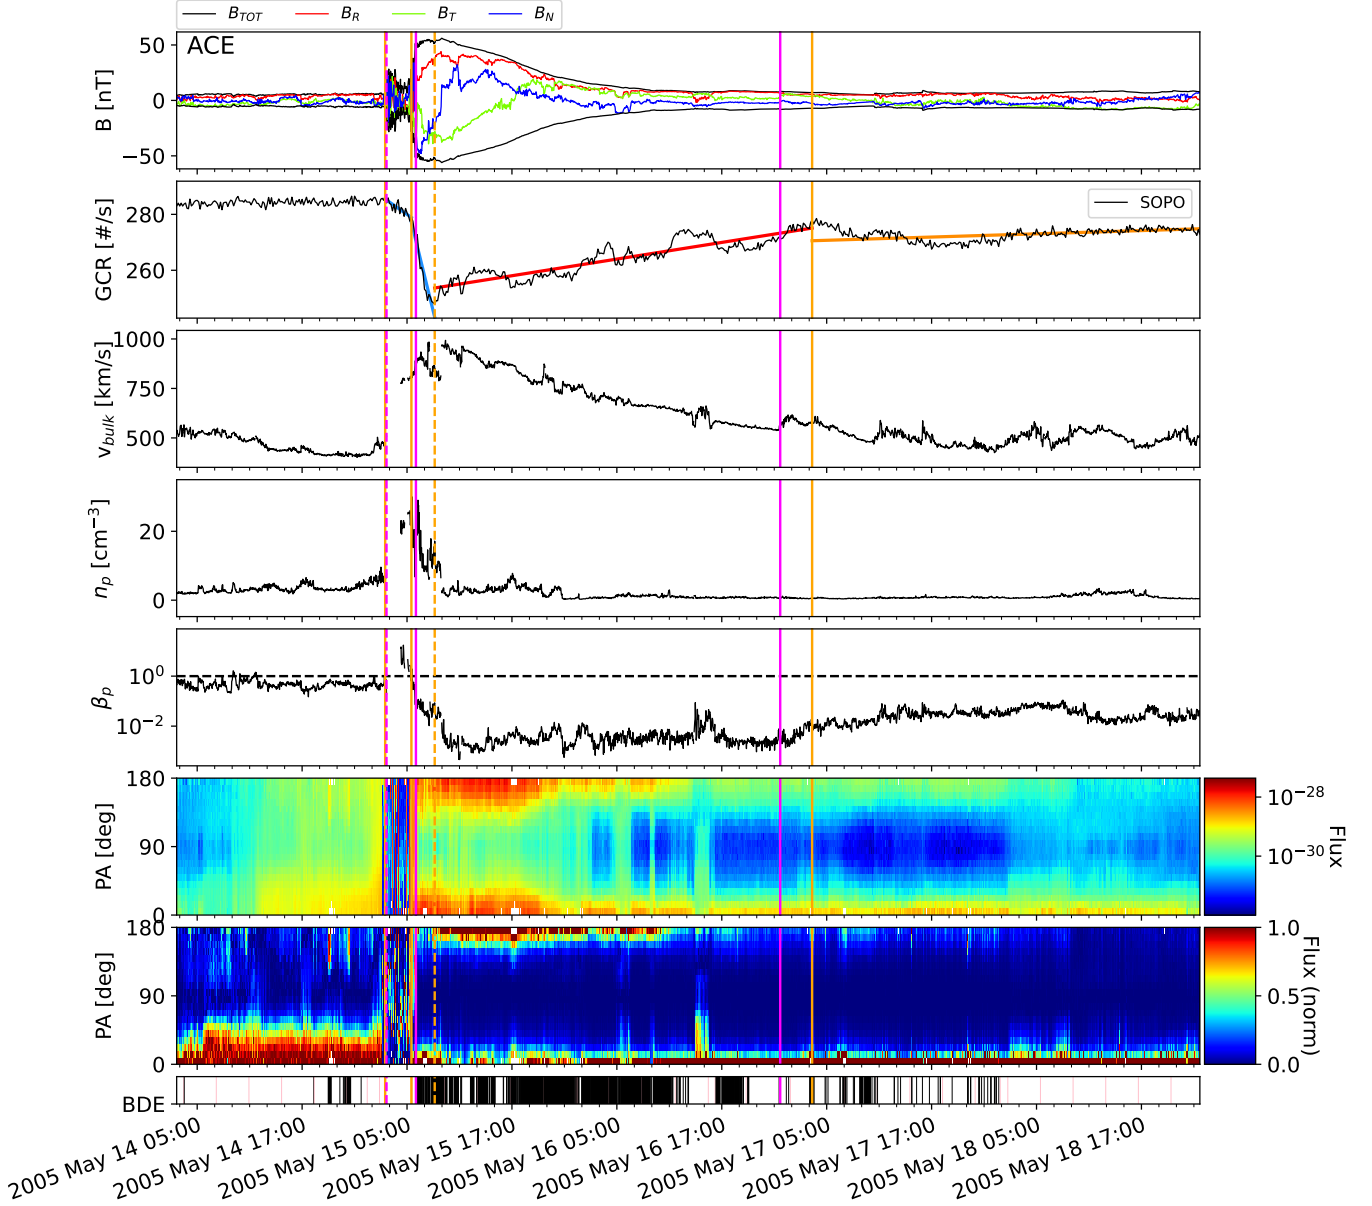 B_TOT B_R B_T B_N
ACE
B [nT]
50
0
−50
SOPO
GCR [#/s]
280
260
v_bulk [km/s]
1000
750
500
n_p [cm^−3]
20
0
β_p
10^0
10^−2
PA [deg]
180
90
0
10^−28
10^−30
Flux
PA [deg]
180
90
0
1.0
0.5
0.0
Flux (norm)
BDE
2005 May 14 05:00
2005 May 14 17:00
2005 May 15 05:00
2005 May 15 17:00
2005 May 16 05:00
2005 May 16 17:00
2005 May 17 05:00
2005 May 17 17:00
2005 May 18 05:00
2005 May 18 17:00